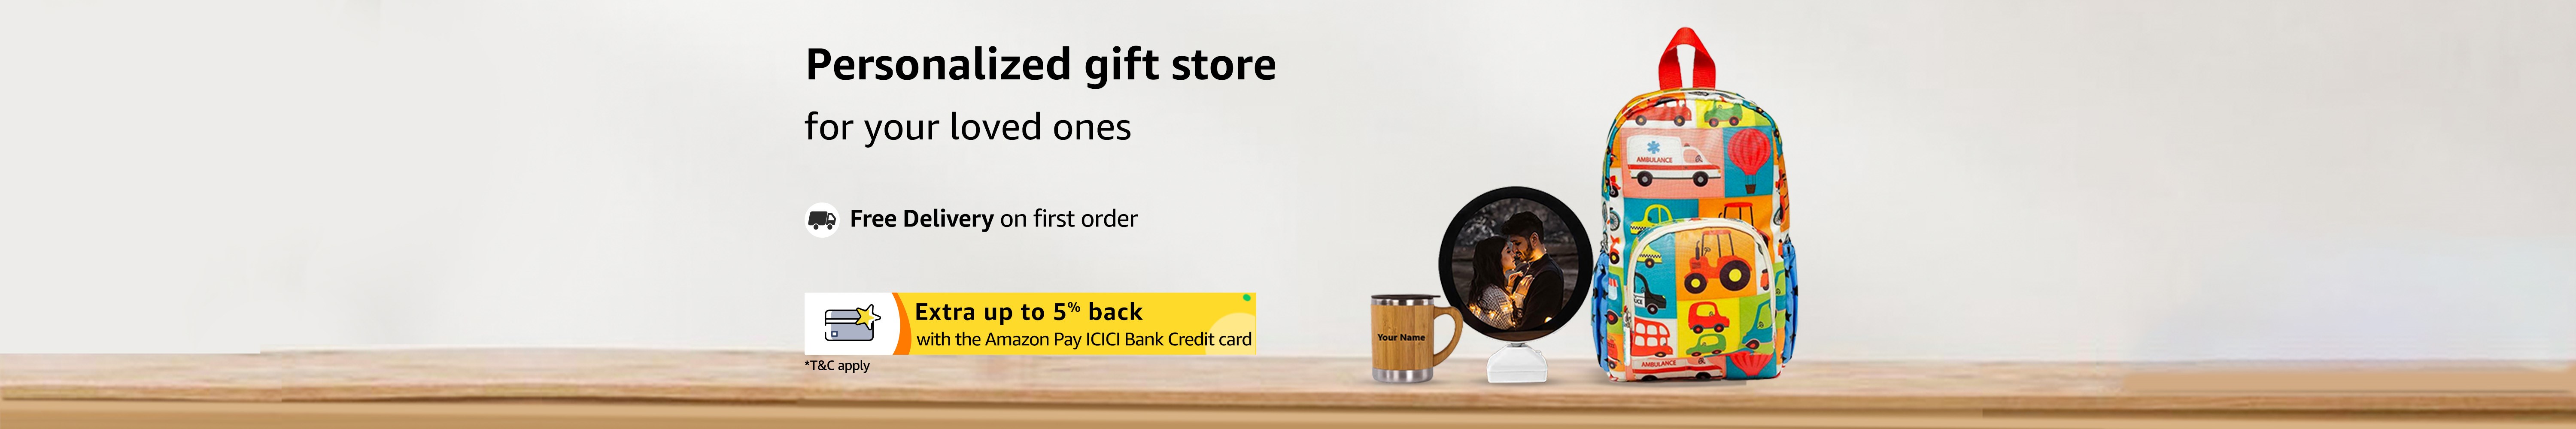 Personalized gift store
for your loved ones
Free Delivery on first order
Extra up to 5% back
with the Amazon Pay ICICI Bank Credit card
*T&C apply
Your Name
AMBULANCE
AMBULANCE